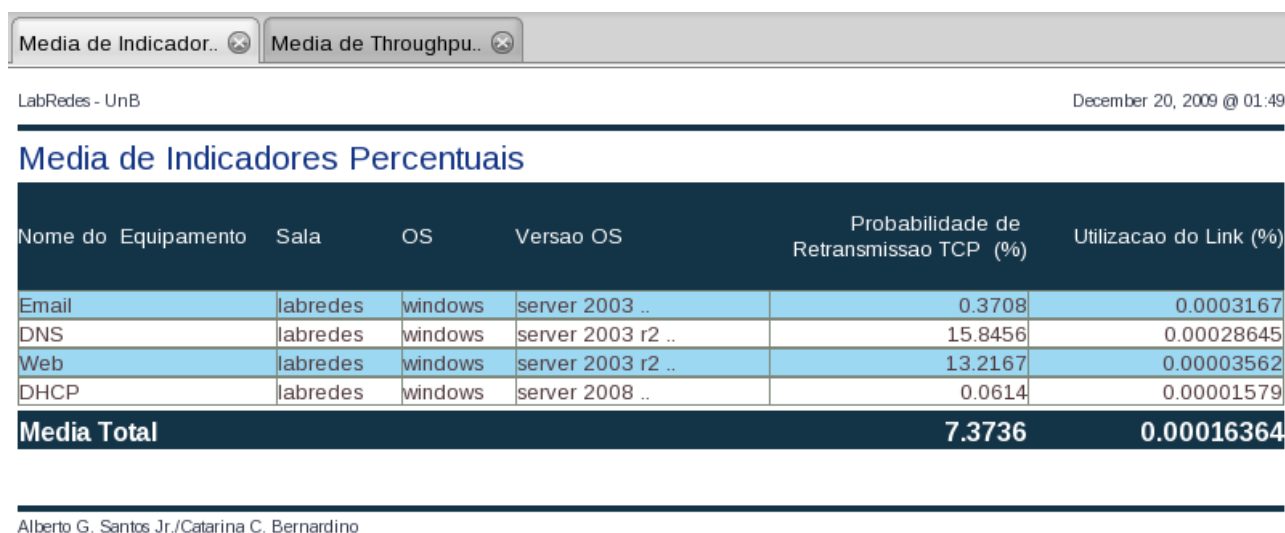 Media de Indicador.. Media de Throughpu..
LabRedes - UnB December 20, 2009 @ 01:49
Media de Indicadores Percentuais
Nome do Equipamento Sala OS Versao OS Probabilidade de Retransmissao TCP (%) Utilizacao do Link (%)
Email labredes windows server 2003 .. 0.3708 0.0003167
DNS labredes windows server 2003 r2 .. 15.8456 0.00028645
Web labredes windows server 2003 r2 .. 13.2167 0.00003562
DHCP labredes windows server 2008 .. 0.0614 0.00001579
Media Total 7.3736 0.00016364
Alberto G. Santos Jr./Catarina C. Bernardino